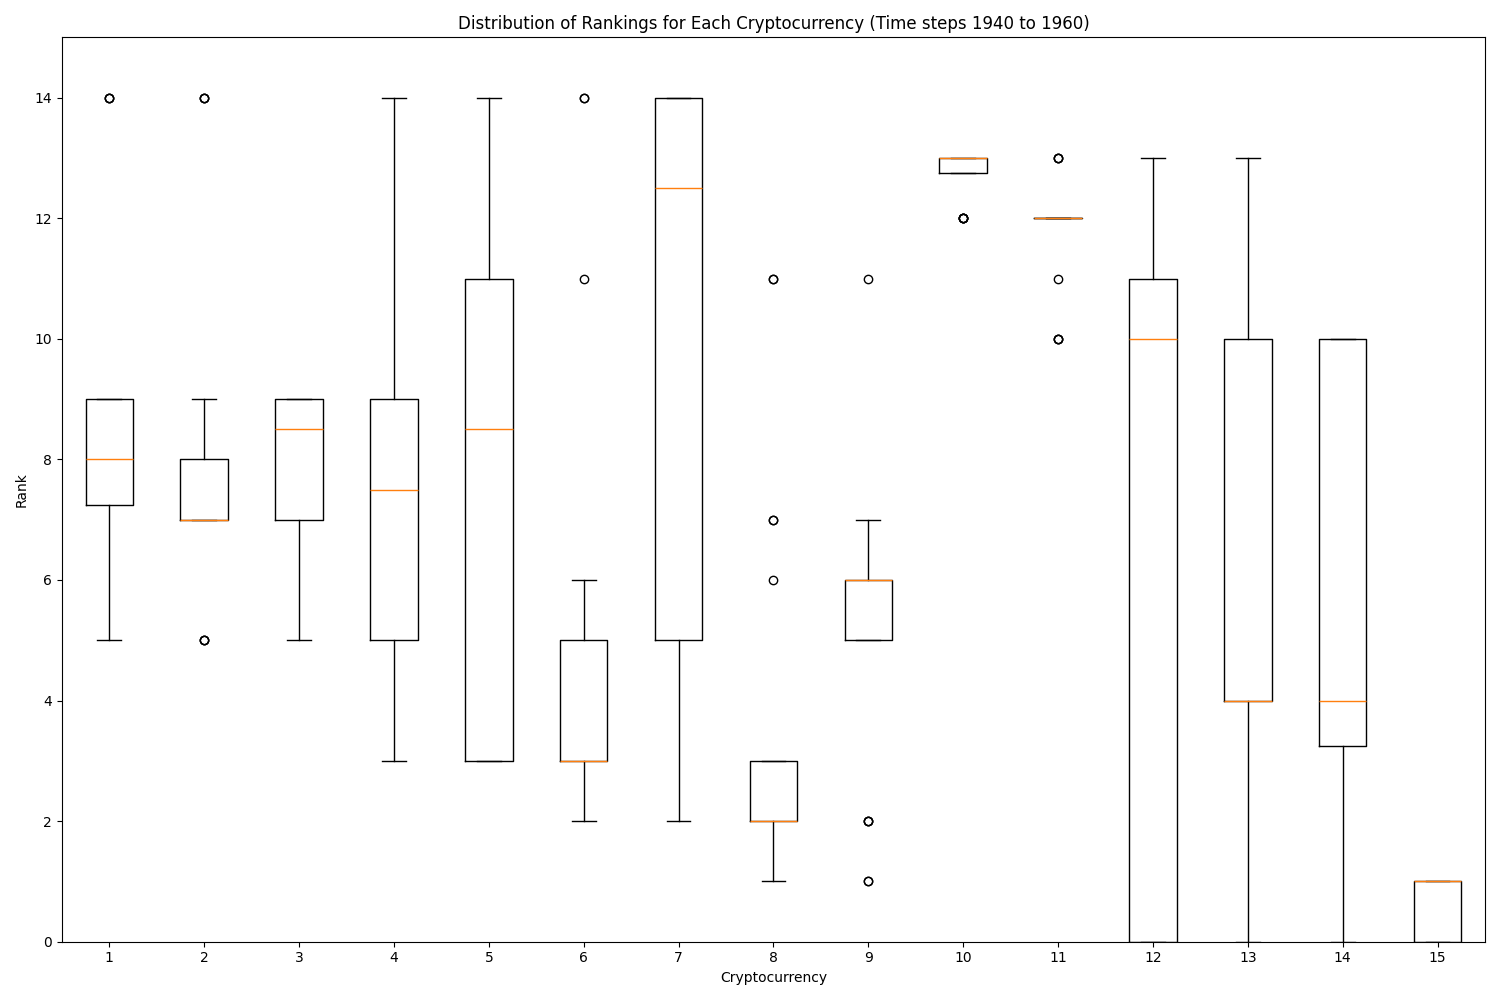 Distribution of Rankings for Each Cryptocurrency (Time steps 1940 to 1960)
Rank
14
12
10
8
6
4
2
0
1 2 3 4 5 6 7 8 9 10 11 12 13 14 15
Cryptocurrency